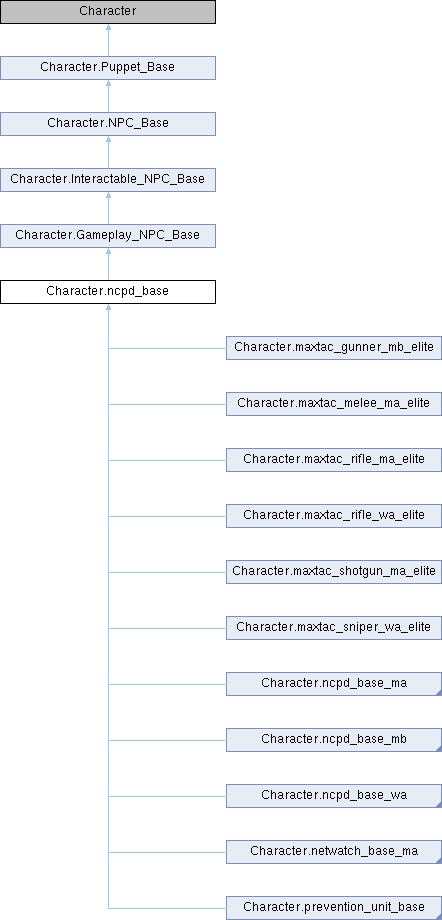 Character
Character.Puppet_Base
Character.NPC_Base
Character.Interactable_NPC_Base
Character.Gameplay_NPC_Base
Character.ncpd_base
Character.maxtac_gunner_mb_elite
Character.maxtac_melee_ma_elite
Character.maxtac_rifle_ma_elite
Character.maxtac_rifle_wa_elite
Character.maxtac_shotgun_ma_elite
Character.maxtac_sniper_wa_elite
Character.ncpd_base_ma
Character.ncpd_base_mb
Character.ncpd_base_wa
Character.netwatch_base_ma
Character.prevention_unit_base